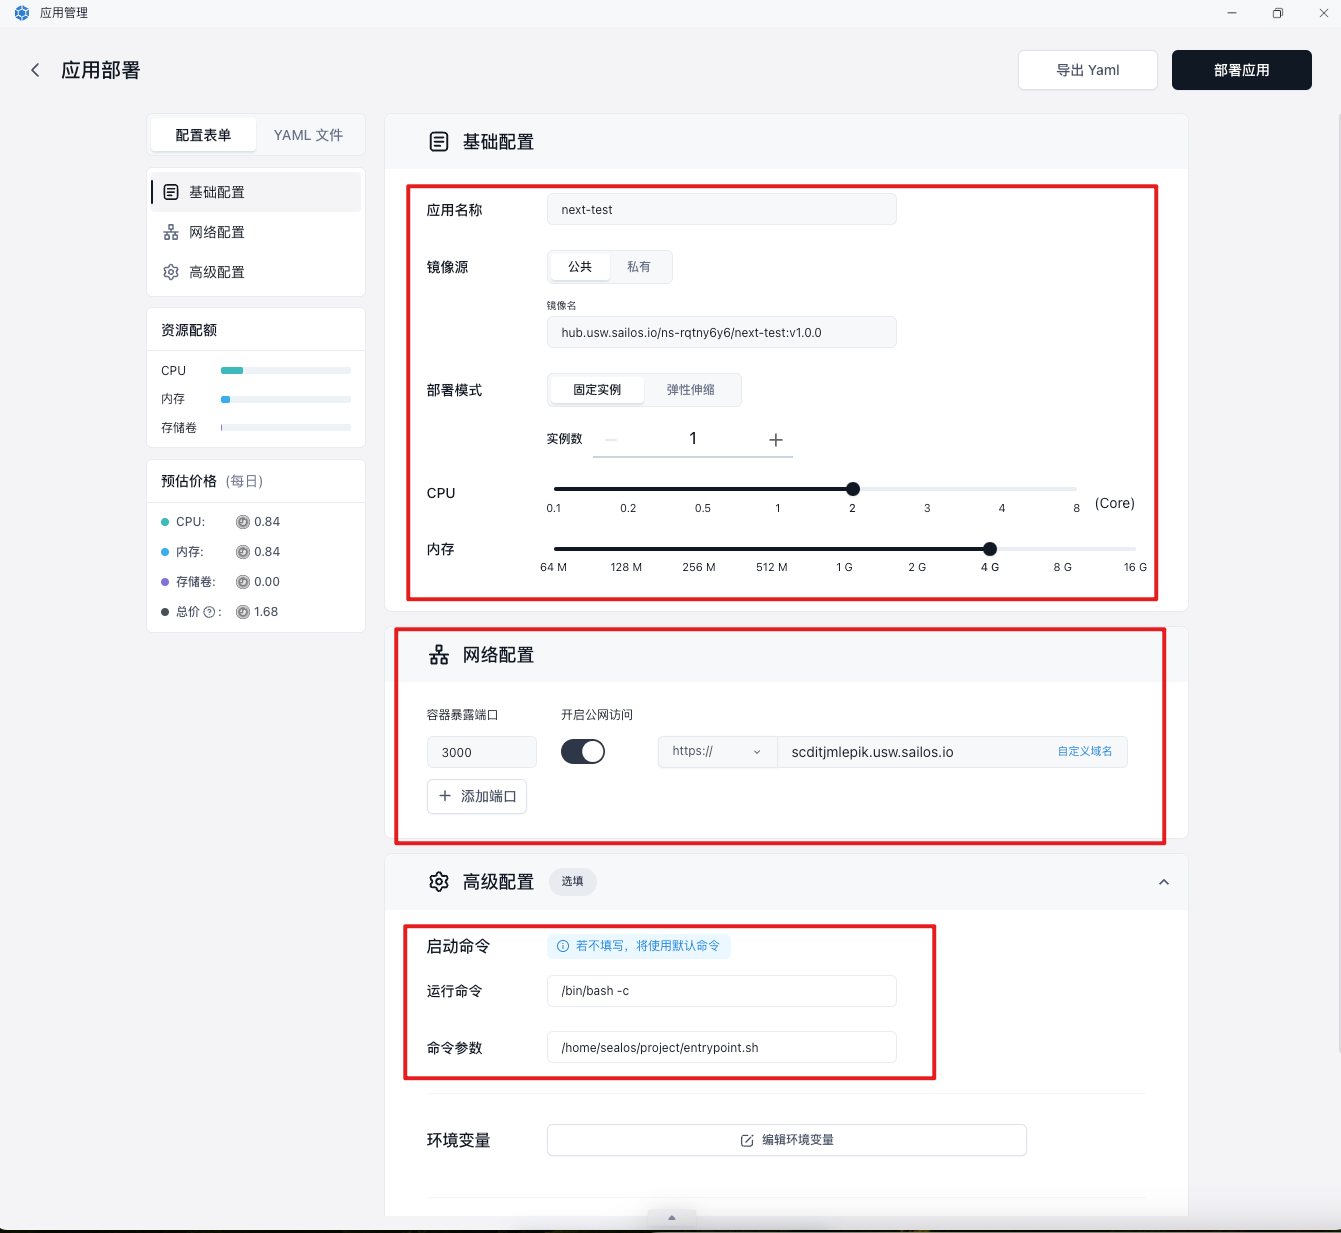 应用管理
应用部署
导出 Yaml
部署应用
配置表单
YAML 文件
基础配置
网络配置
高级配置
资源配额
CPU
内存
存储卷
预估价格 (每日)
CPU: 0.84
内存: 0.84
存储卷: 0.00
总价 ? : 1.68
基础配置
应用名称
next-test
镜像源
公共
私有
镜像名
hub.usw.sailos.io/ns-rqtny6y6/next-test:v1.0.0
部署模式
固定实例
弹性伸缩
实例数
1
CPU
0.1 0.2 0.5 1 2 3 4 8
(Core)
内存
64 M 128 M 256 M 512 M 1 G 2 G 4 G 8 G 16 G
网络配置
容器暴露端口
开启公网访问
3000
https://
scditjmlepik.usw.sailos.io
自定义域名
添加端口
高级配置
选填
启动命令
若不填写，将使用默认命令
运行命令
/bin/bash -c
命令参数
/home/sealos/project/entrypoint.sh
环境变量
编辑环境变量